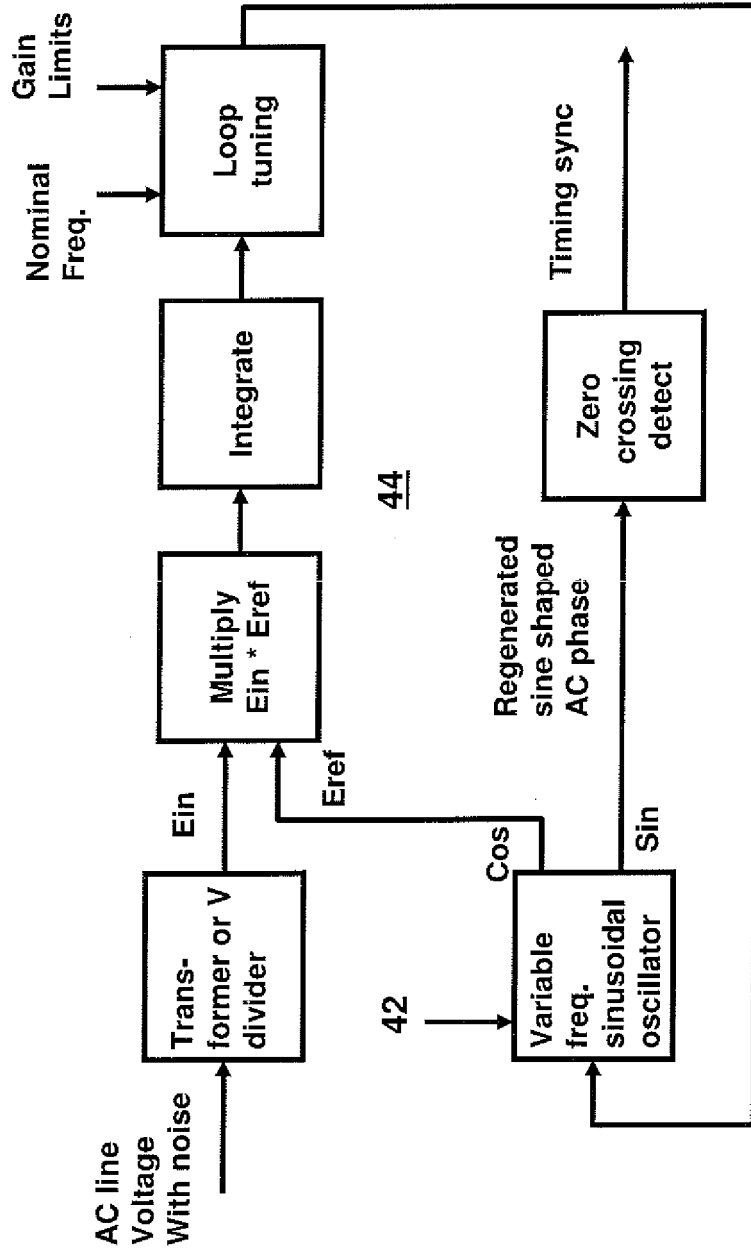 AC line
Voltage
With noise
Trans-
former or V
divider
Ein
Multiply
Ein * Eref
Integrate
Nominal
Freq.
Gain
Limits
Loop
tuning
Eref
44
42
Variable
freq.
sinusoidal
oscillator
Cos
Sin
Regenerated
sine shaped
AC phase
Zero
crossing
detect
Timing sync